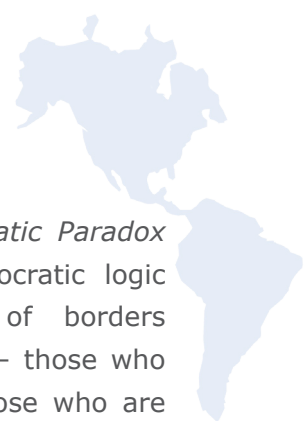 atic Paradox
ocratic logic
of borders
– those who
ose who are